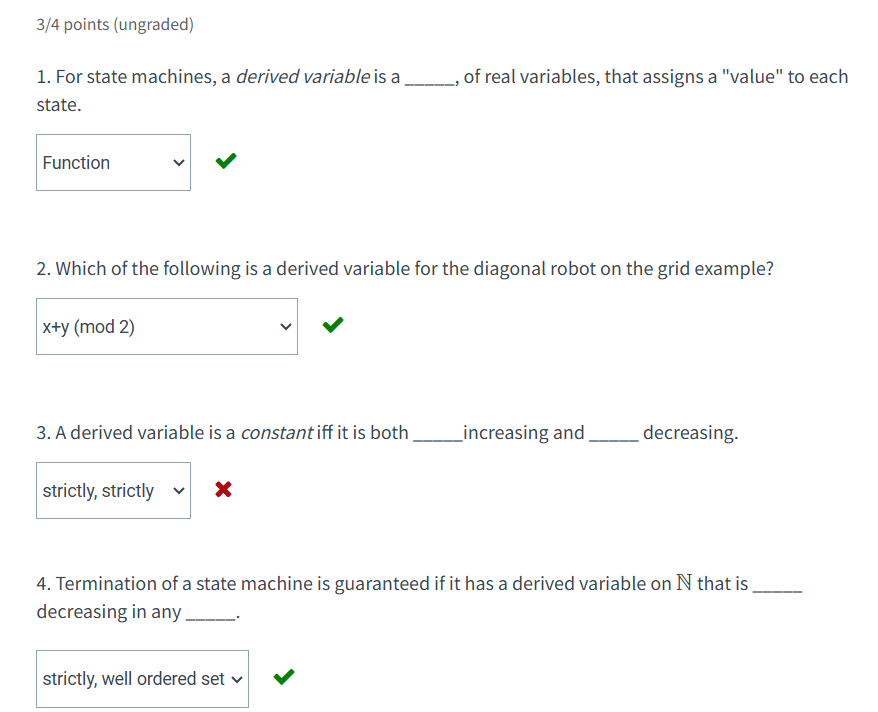 3/4 points (ungraded)
1. For state machines, a derived variable is a _____, of real variables, that assigns a "value" to each
state.
Function
2. Which of the following is a derived variable for the diagonal robot on the grid example?
x+y (mod 2)
3. A derived variable is a constant iff it is both _____increasing and _____ decreasing.
strictly, strictly
4. Termination of a state machine is guaranteed if it has a derived variable on ℕ that is _____
decreasing in any _____.
strictly, well ordered set